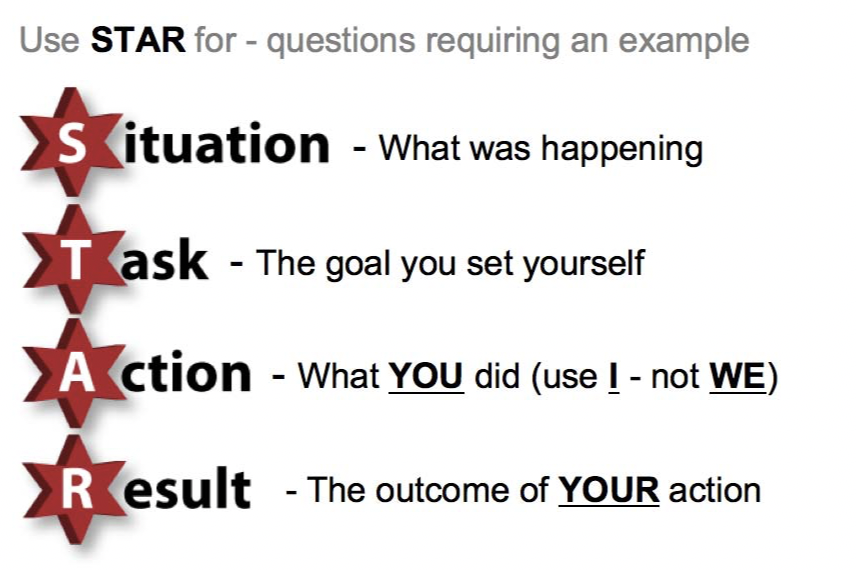 Use STAR for - questions requiring an example
Situation - What was happening
Task - The goal you set yourself
Action - What YOU did (use I - not WE)
Result - The outcome of YOUR action